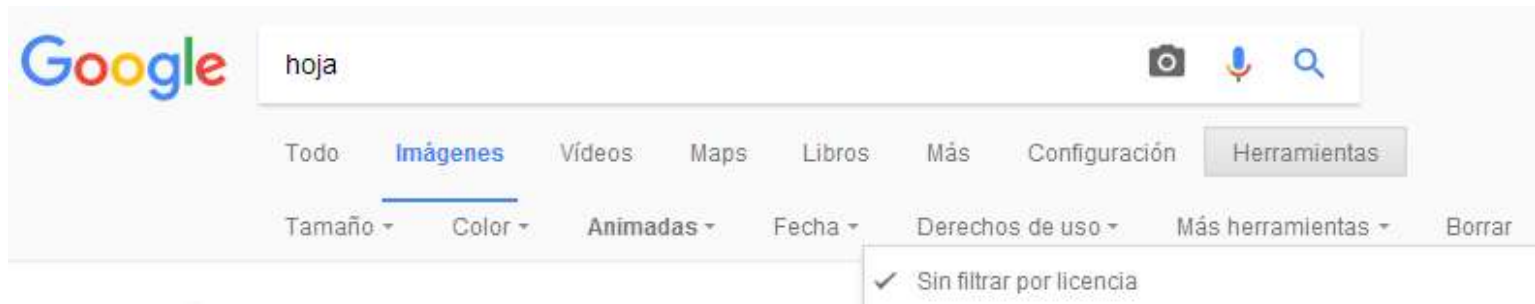 Google hoja
Todo Imágenes Vídeos Maps Libros Más Configuración Herramientas
Tamaño Color Animadas Fecha Derechos de uso Más herramientas Borrar
Sin filtrar por licencia